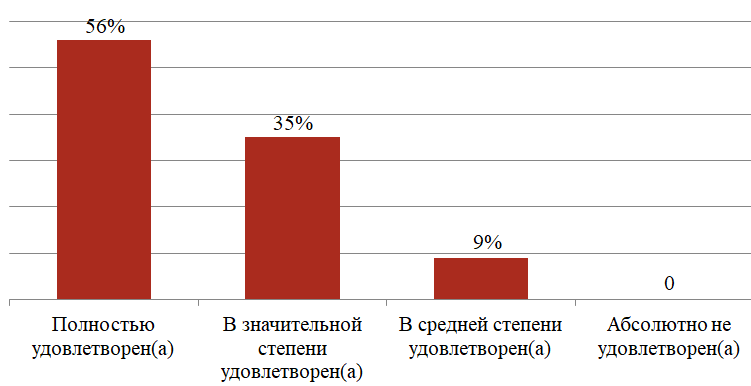 56%
35%
9%
0
Полностью
удовлетворен(а)
В значительной
степени
удовлетворен(а)
В средней степени
удовлетворен(а)
Абсолютно не
удовлетворен(а)